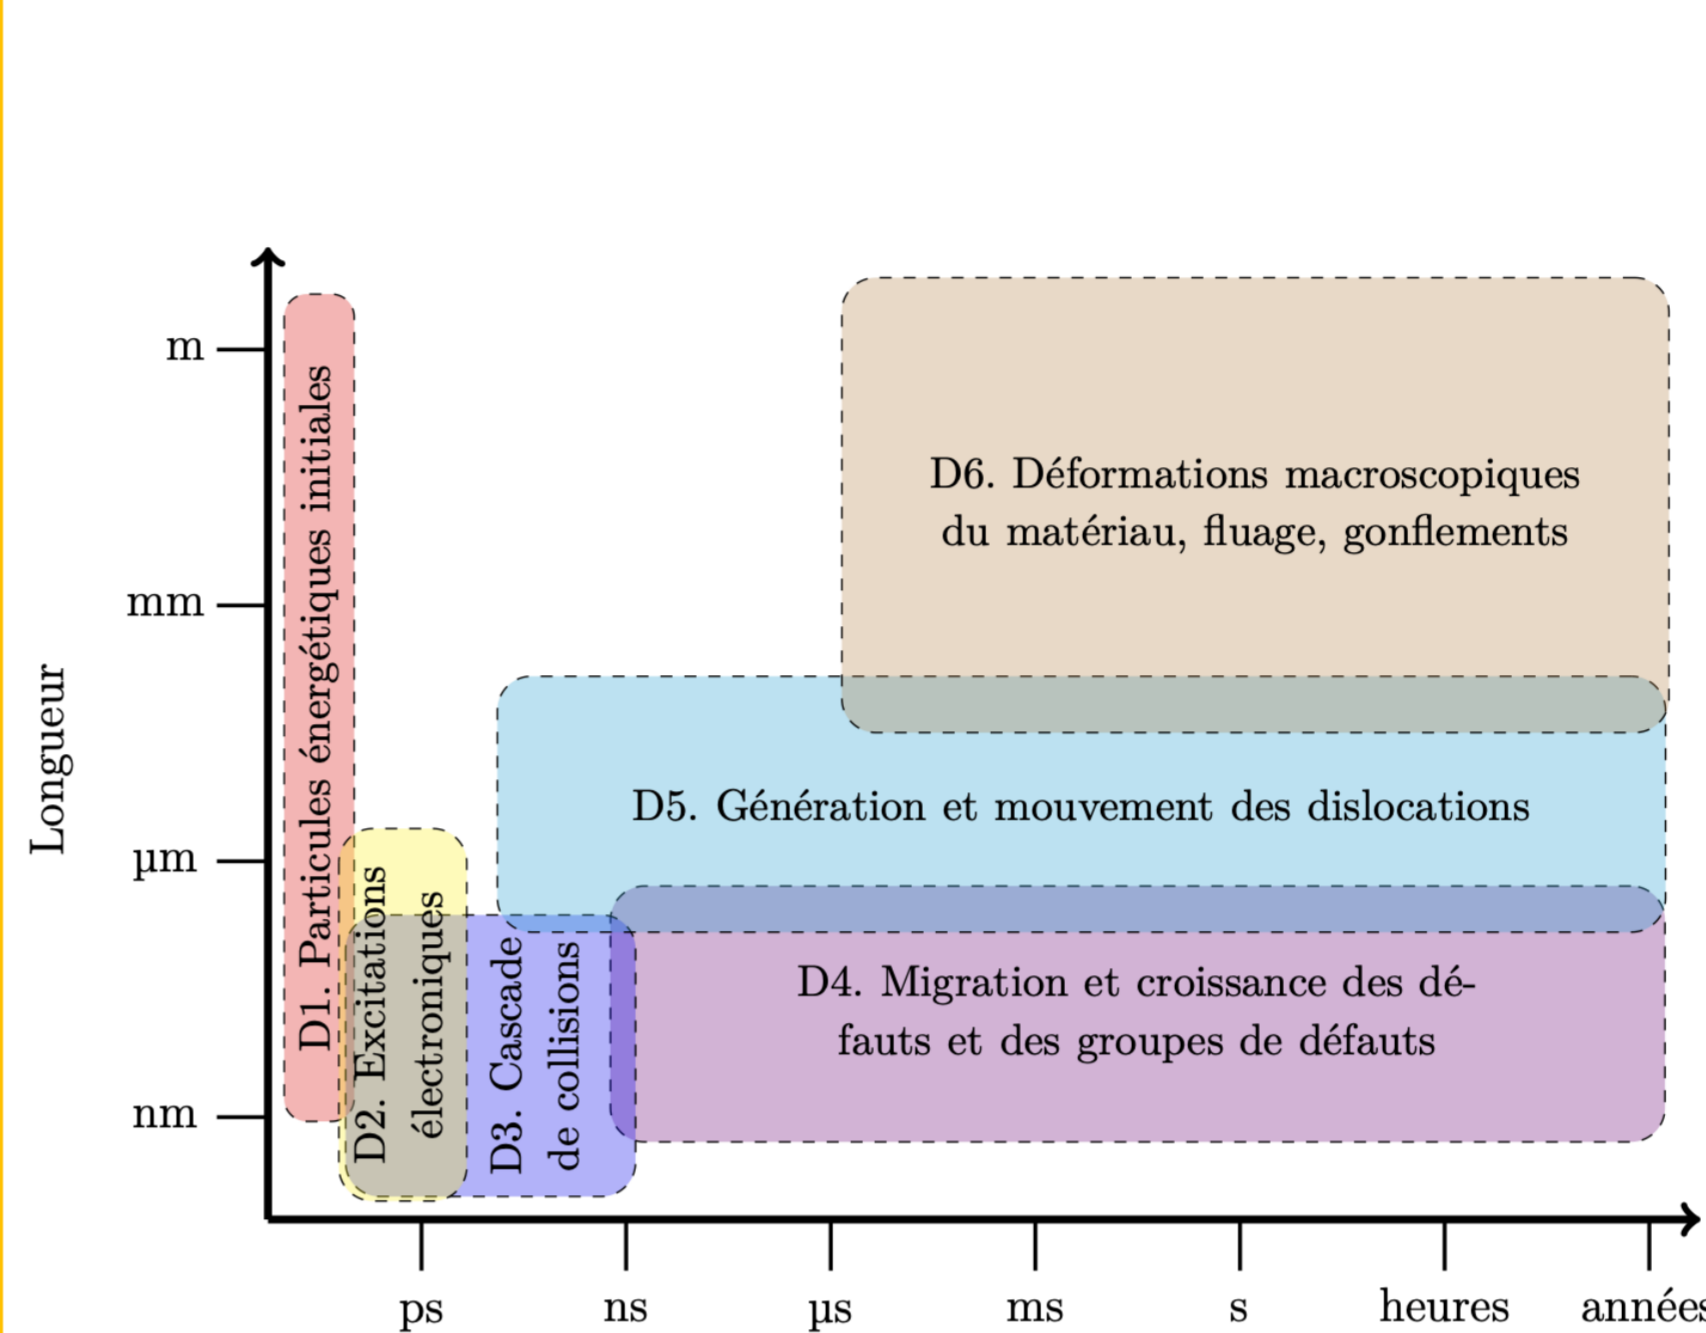 m
D1. Particules énergétiques initiales
D6. Déformations macroscopiques
du matériau, fluage, gonflements
mm
Longueur
D5. Génération et mouvement des dislocations
µm
D2. Excitations
électroniques
D3. Cascade
de collisions
D4. Migration et croissance des dé-
fauts et des groupes de défauts
nm
ps ns µs ms s heures années